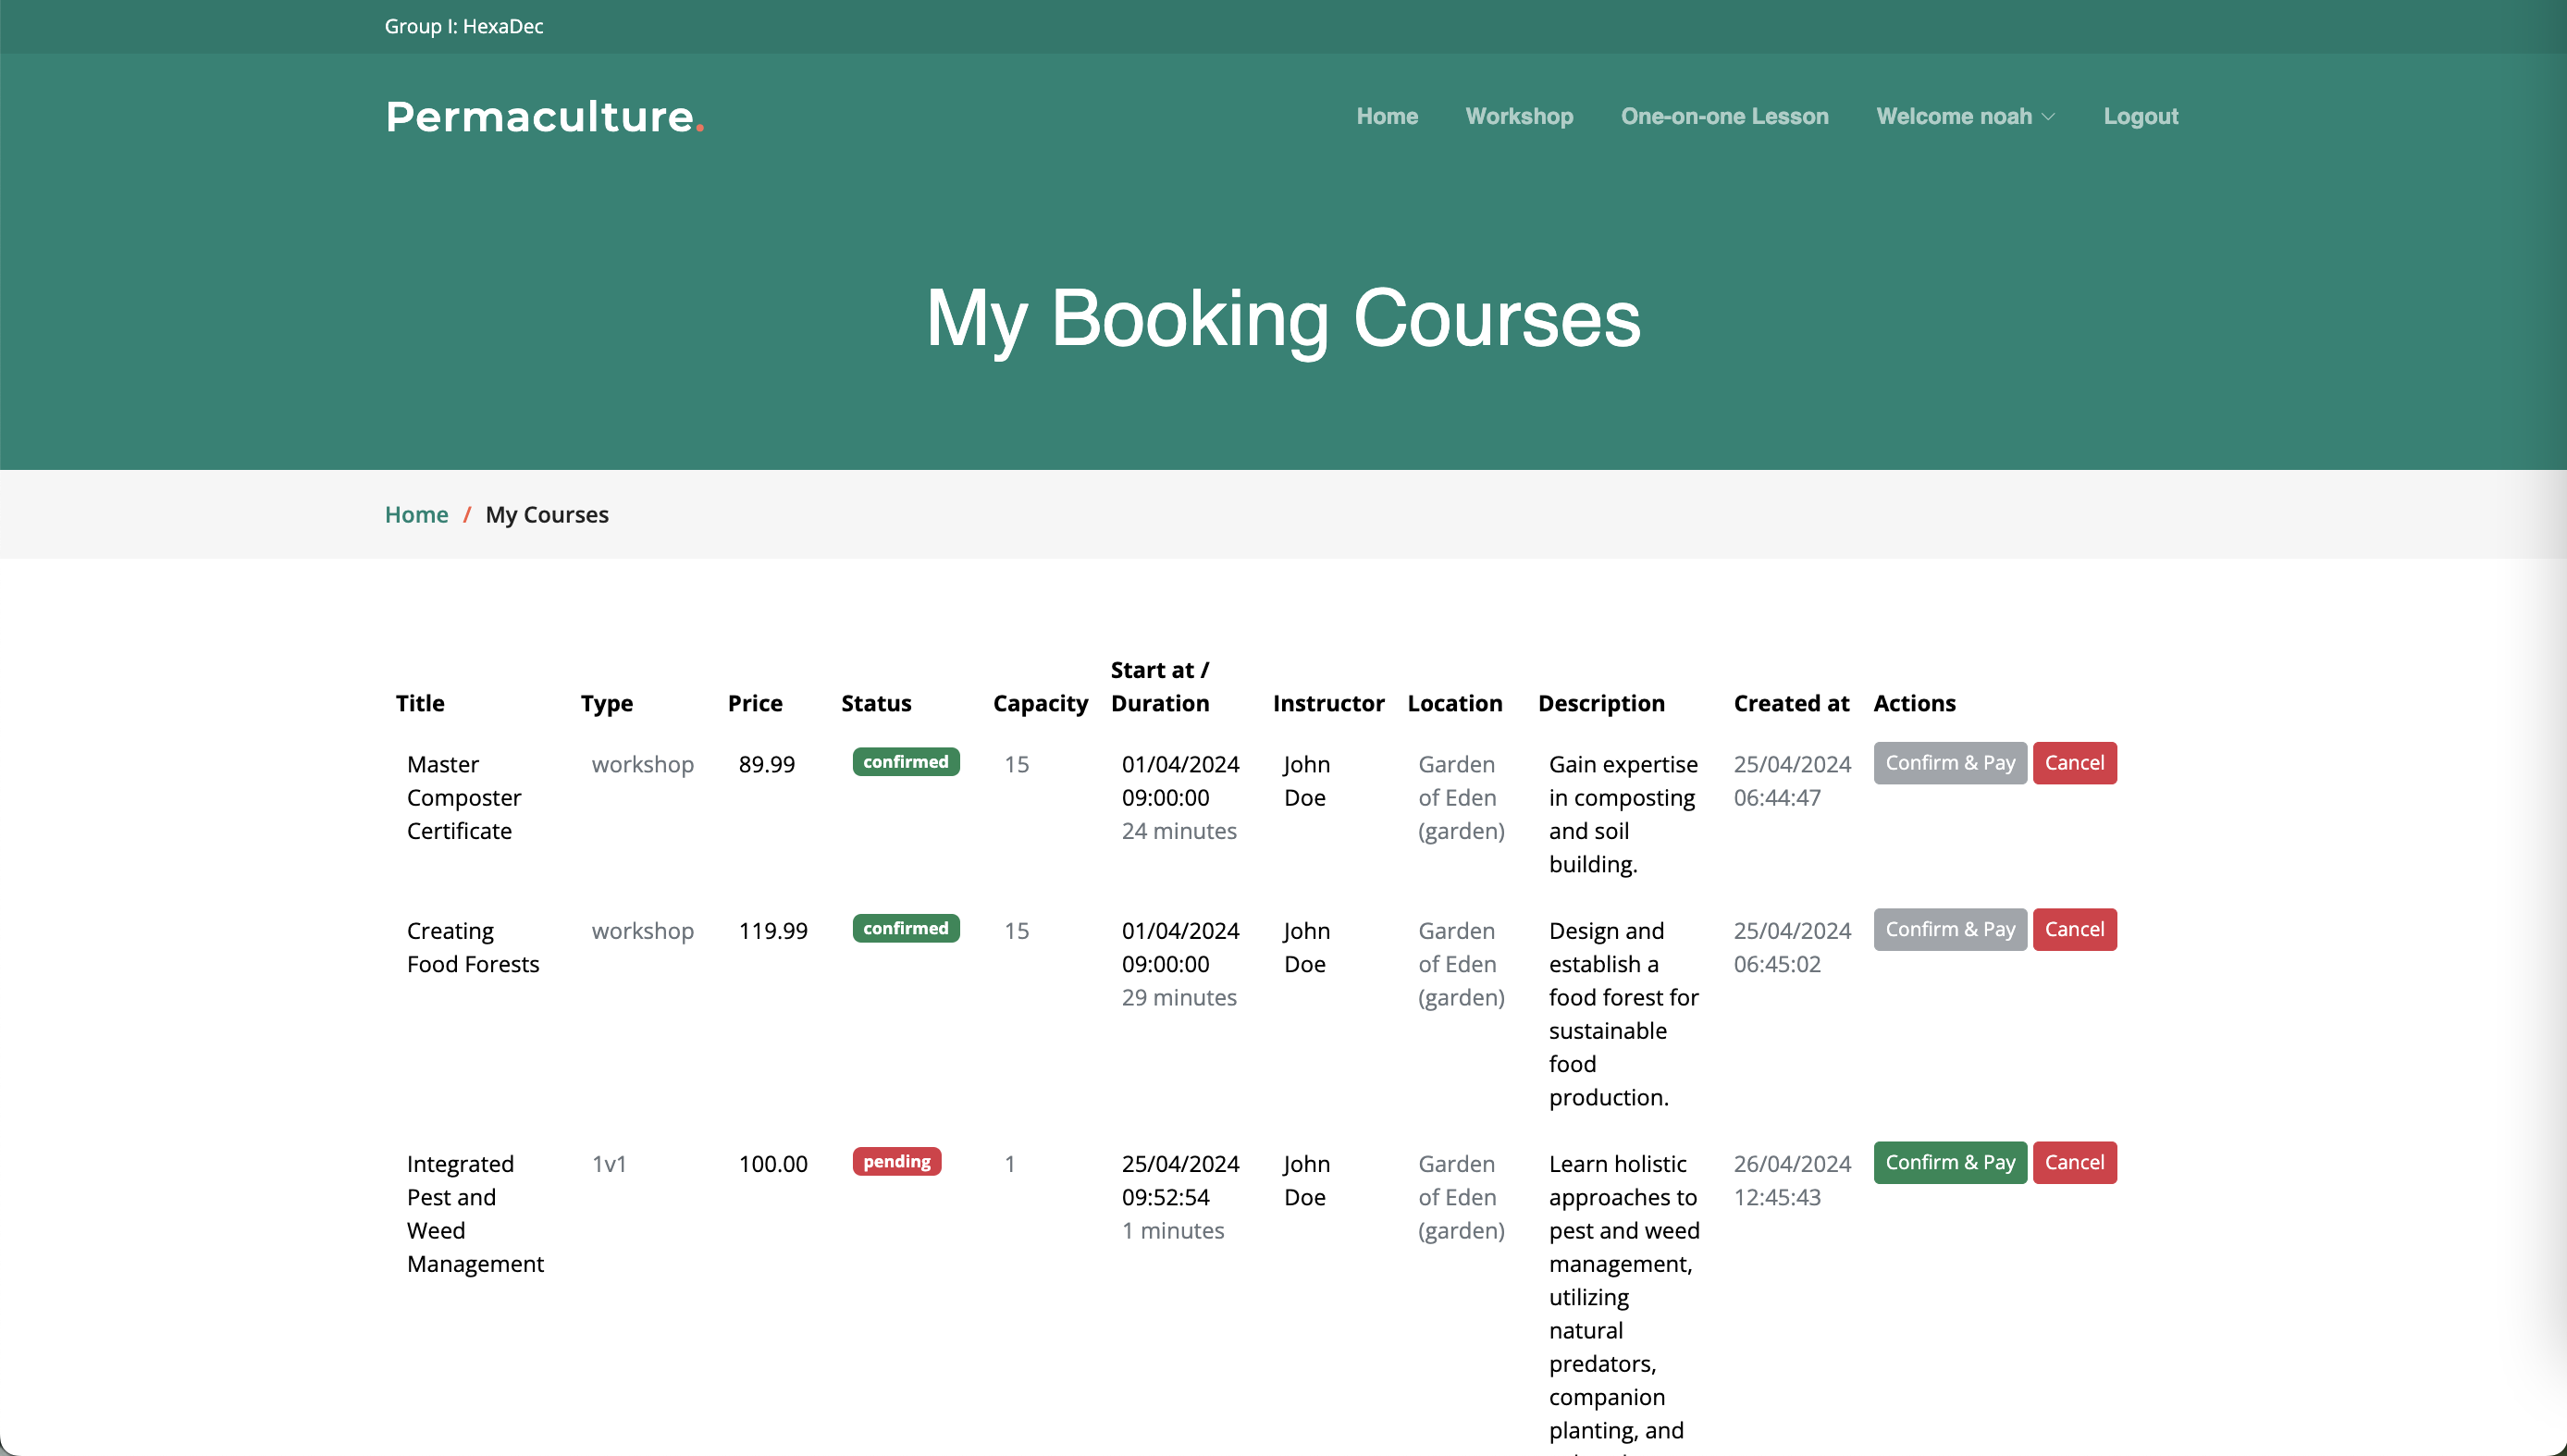 Group I: HexaDec
Permaculture.
Home Workshop One-on-one Lesson Welcome noah Logout
My Booking Courses
Home / My Courses
Title Type Price Status Capacity Start at / Duration Instructor Location Description Created at Actions
Master workshop 89.99 confirmed 15 01/04/2024 John Garden Gain expertise 25/04/2024 Confirm & Pay Cancel
Composter 09:00:00 Doe of Eden in composting 06:44:47
Certificate 24 minutes (garden) and soil
building.
Creating workshop 119.99 confirmed 15 01/04/2024 John Garden Design and 25/04/2024 Confirm & Pay Cancel
Food Forests 09:00:00 Doe of Eden establish a 06:45:02
29 minutes (garden) food forest for
sustainable
food
production.
Integrated 1v1 100.00 pending 1 25/04/2024 John Garden Learn holistic 26/04/2024 Confirm & Pay Cancel
Pest and 09:52:54 Doe of Eden approaches to 12:45:43
Weed 1 minutes (garden) pest and weed
Management management,
utilizing
natural
predators,
companion
planting, and